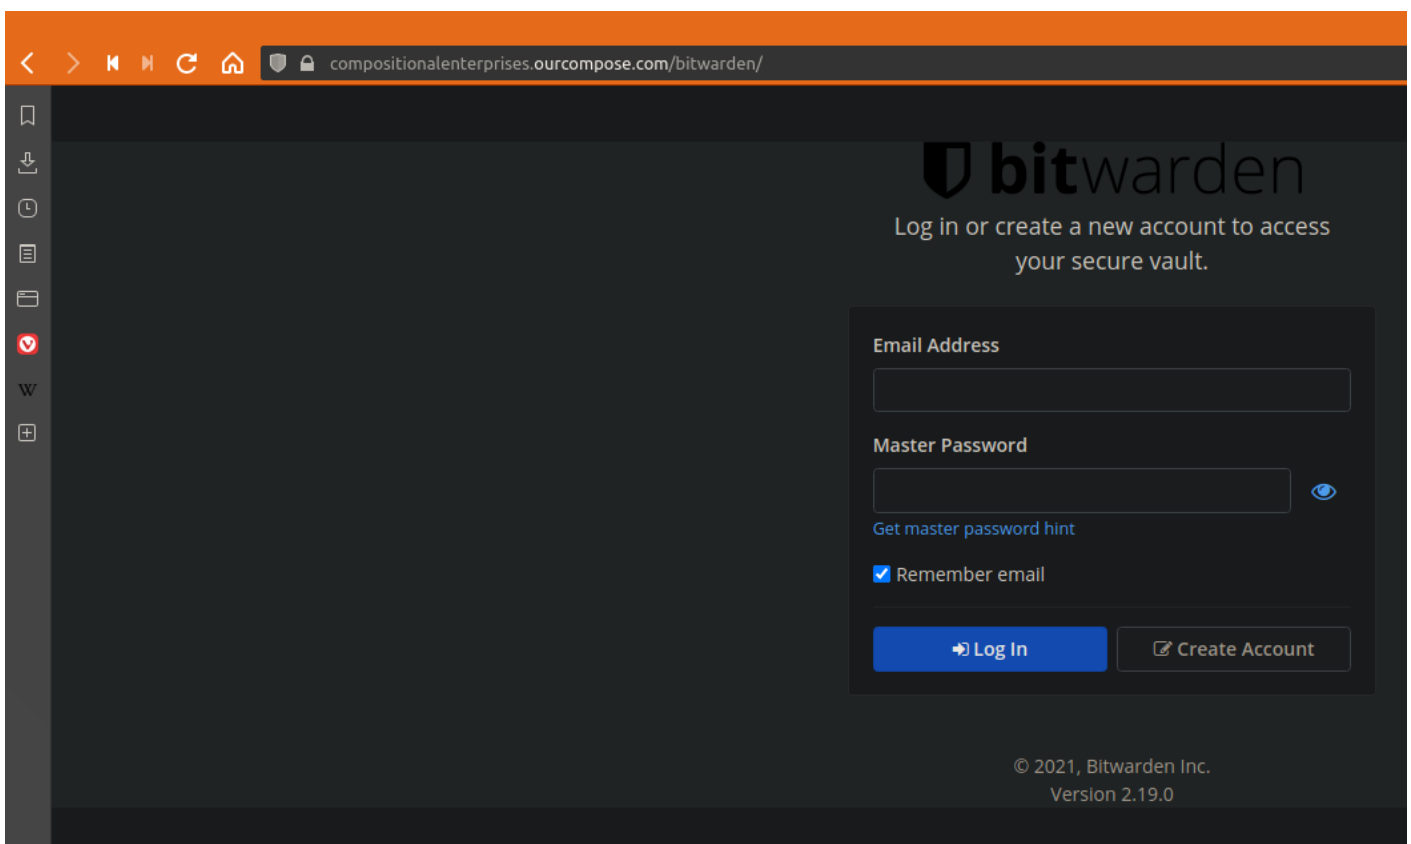 compositionalenterprises.ourcompose.com/bitwarden/
bitwarden
Log in or create a new account to access
your secure vault.
Email Address
Master Password
Get master password hint
Remember email
Log In
Create Account
© 2021, Bitwarden Inc.
Version 2.19.0
W